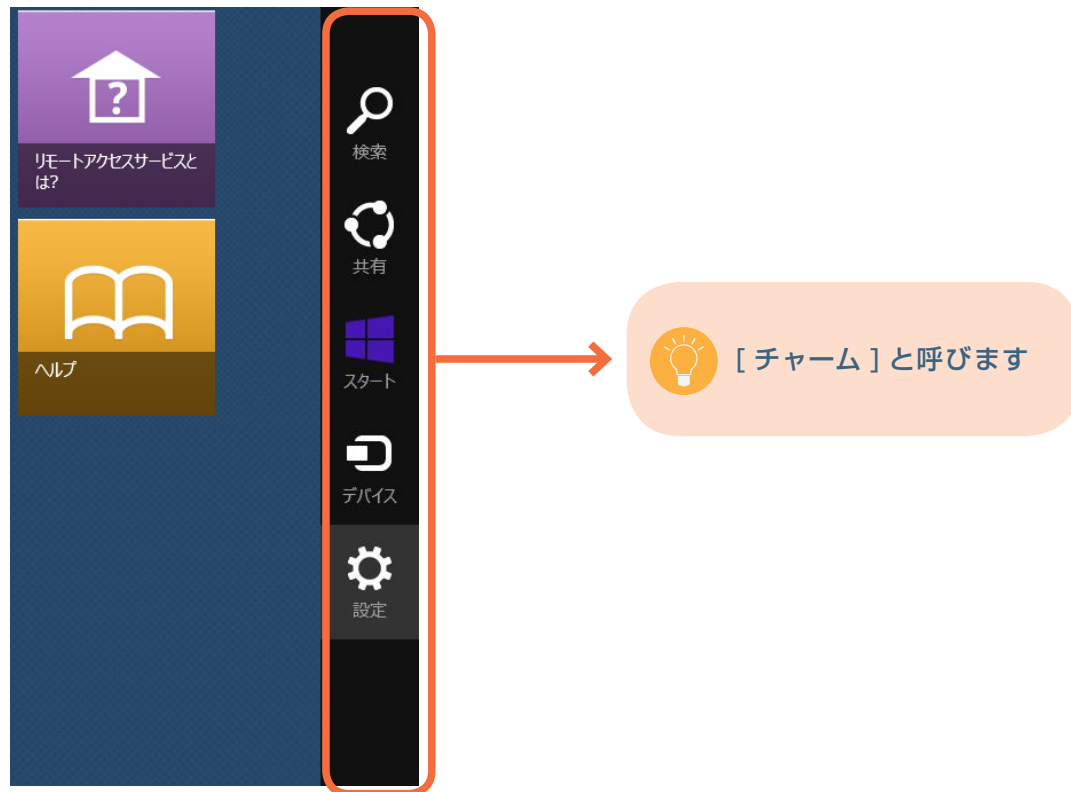 リモートアクセスサービスと
は?
ヘルプ
検索
共有
スタート
デバイス
設定
[ チャーム ] と呼びます